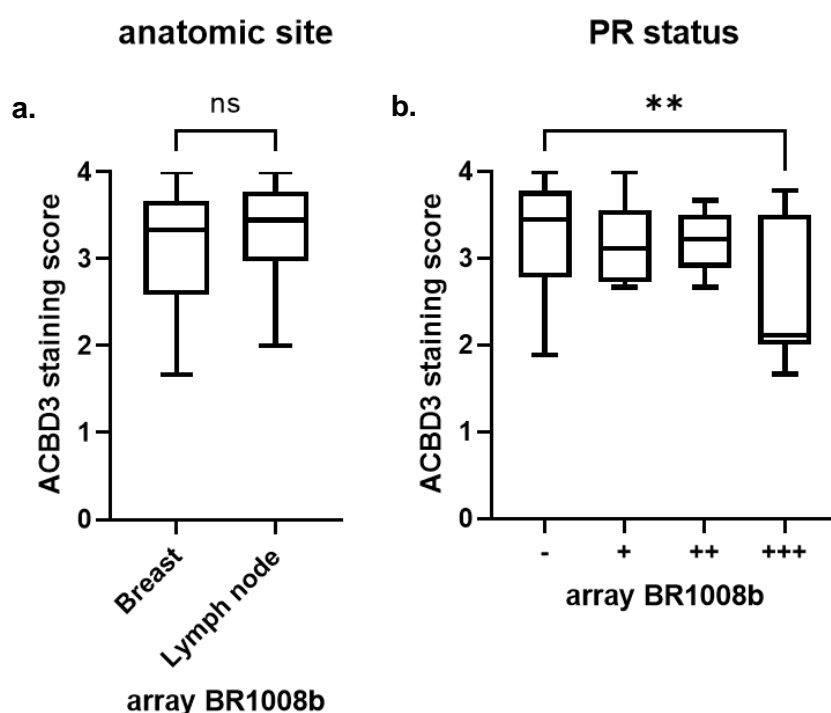 anatomic site
PR status
a.
ns
ACBD3 staining score
4
3
2
1
0
Breast
Lymph node
array BR1008b
b.
**
ACBD3 staining score
4
3
2
1
0
- + ++ +++
array BR1008b